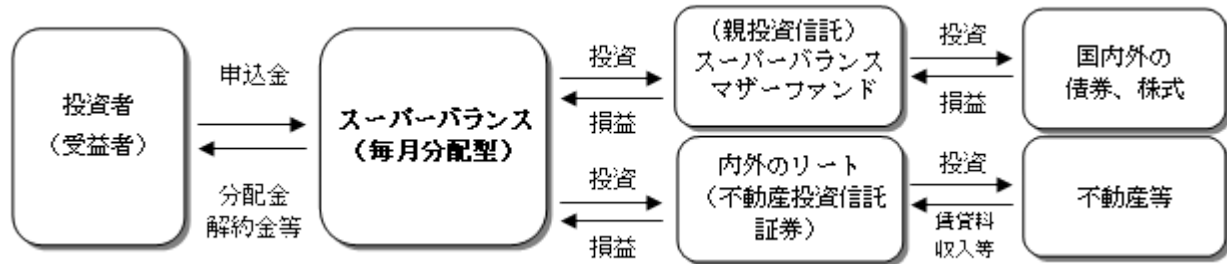 投資者
（受益者）
申込金
分配金
解約金等
スーパーバランス
（毎月分配型）
投資
損益
投資
損益
（親投資信託）
スーパーバランス
マザーファンド
内外のリート
（不動産投資信託
証券）
投資
損益
投資
賃貸料
収入等
国内外の
債券、株式
不動産等